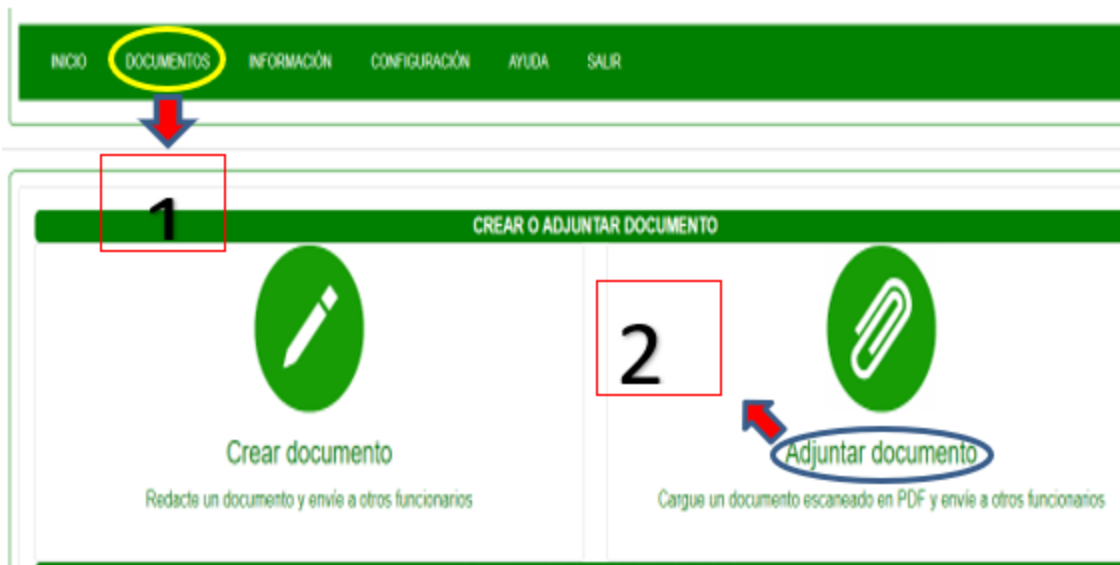 INICIO DOCUMENTOS INFORMACIÓN CONFIGURACIÓN AYUDA SALIR
1
CREAR O ADJUNTAR DOCUMENTO
2
Crear documento
Redacte un documento y envíe a otros funcionarios
Adjuntar documento
Cargue un documento escaneado en PDF y envíe a otros funcionarios